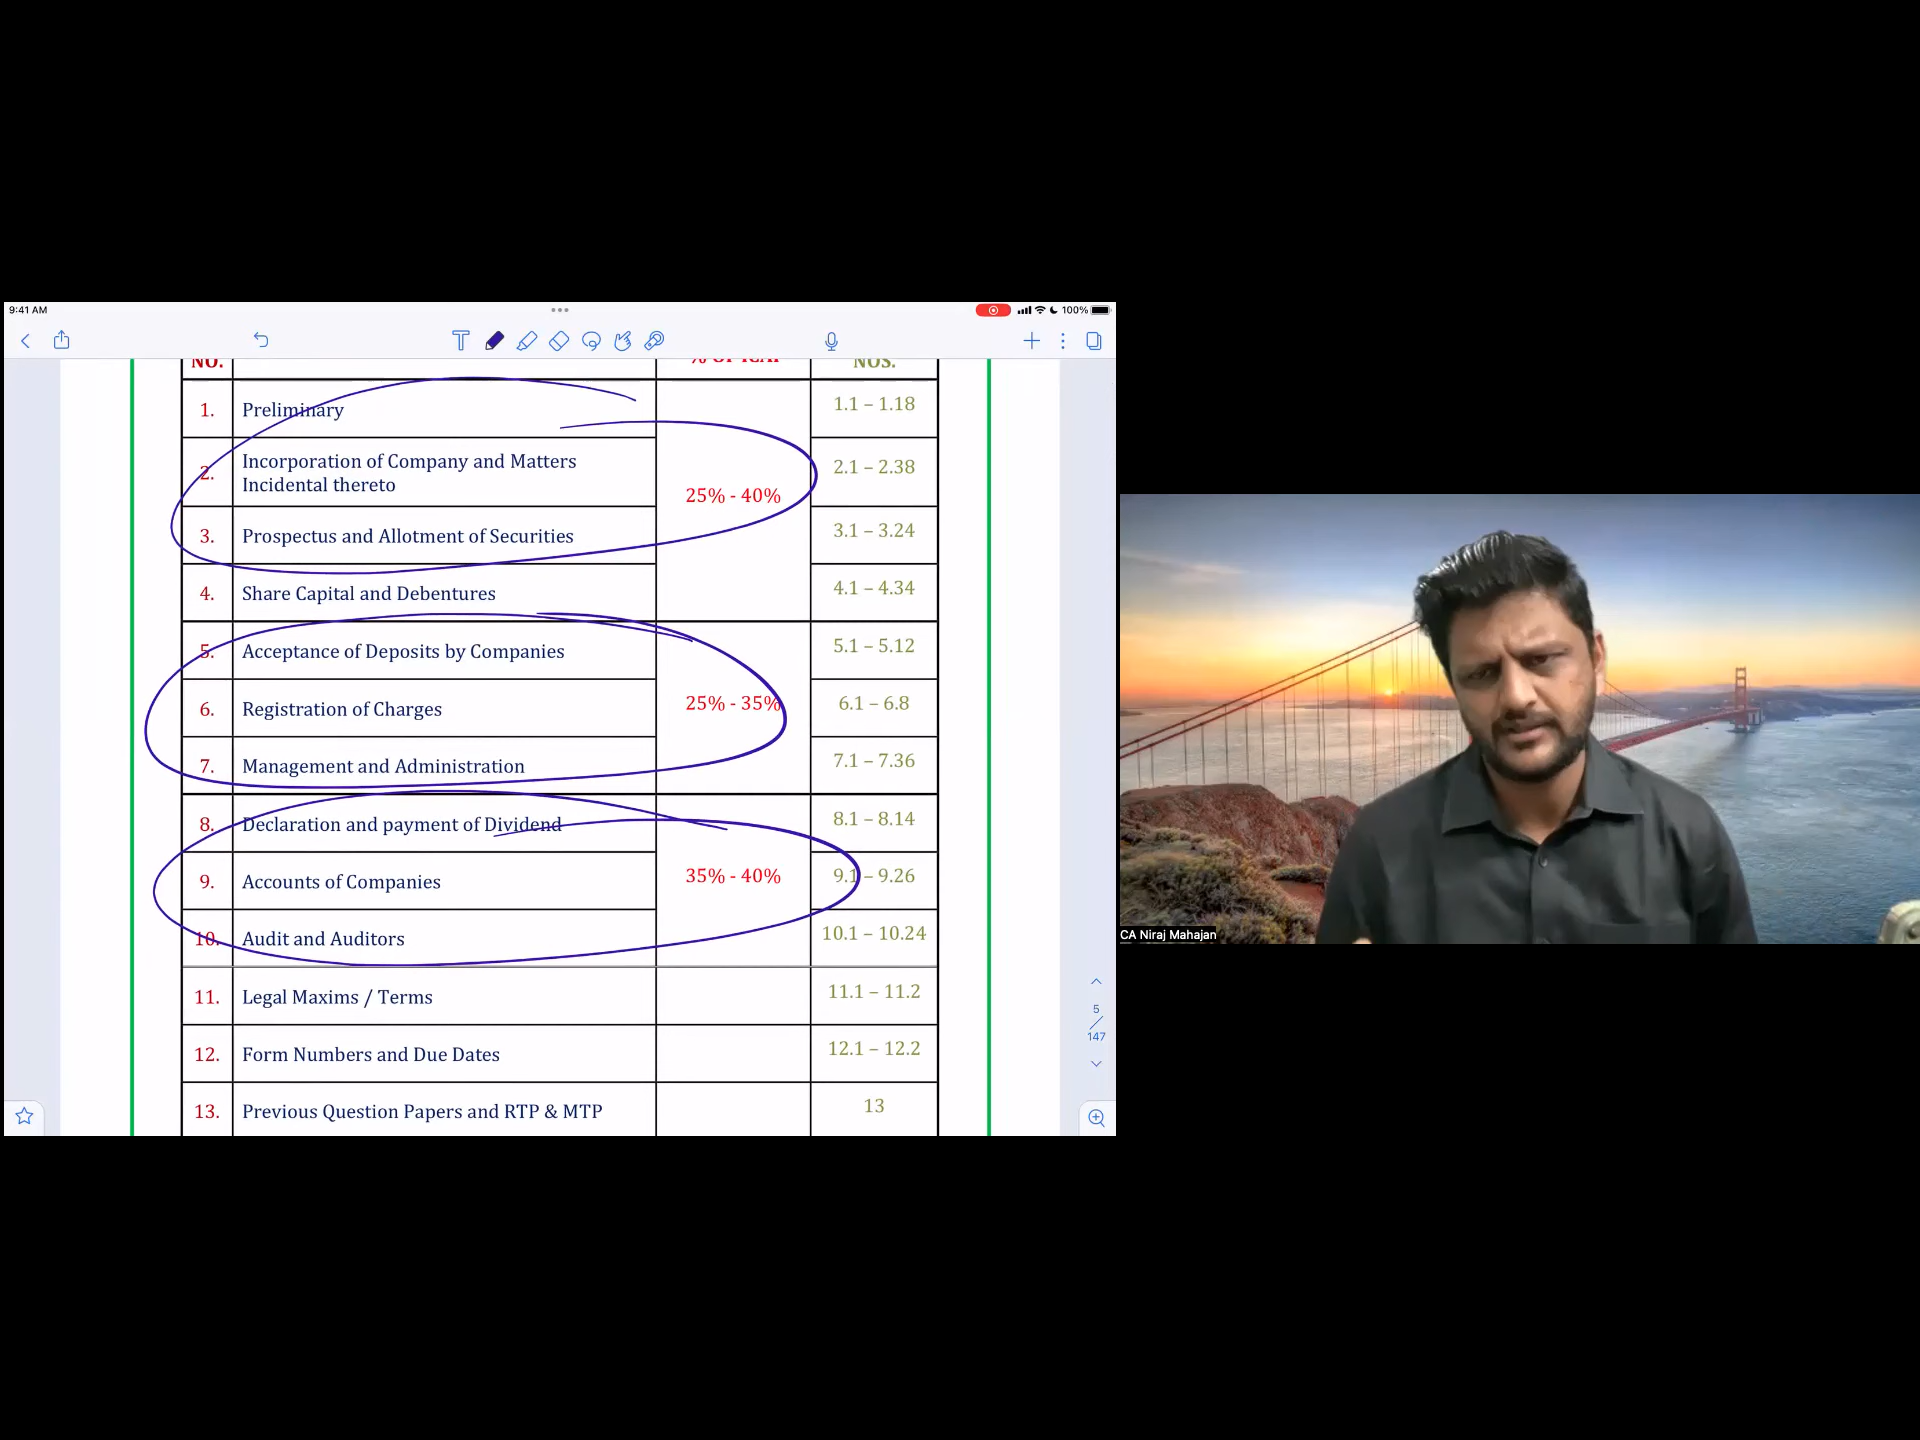 9:41 AM
100%
NO.
% OF ICAI
NOS.
1. Preliminary 1.1 – 1.18
2. Incorporation of Company and Matters
Incidental thereto 2.1 – 2.38
25% - 40%
3. Prospectus and Allotment of Securities 3.1 – 3.24
4. Share Capital and Debentures 4.1 – 4.34
5. Acceptance of Deposits by Companies 5.1 – 5.12
6. Registration of Charges 25% - 35% 6.1 – 6.8
7. Management and Administration 7.1 – 7.36
8. Declaration and payment of Dividend 8.1 – 8.14
9. Accounts of Companies 35% - 40% 9.1 – 9.26
10. Audit and Auditors 10.1 – 10.24
11. Legal Maxims / Terms 11.1 – 11.2
12. Form Numbers and Due Dates 12.1 – 12.2
13. Previous Question Papers and RTP & MTP 13
5
147
CA Niraj Mahajan